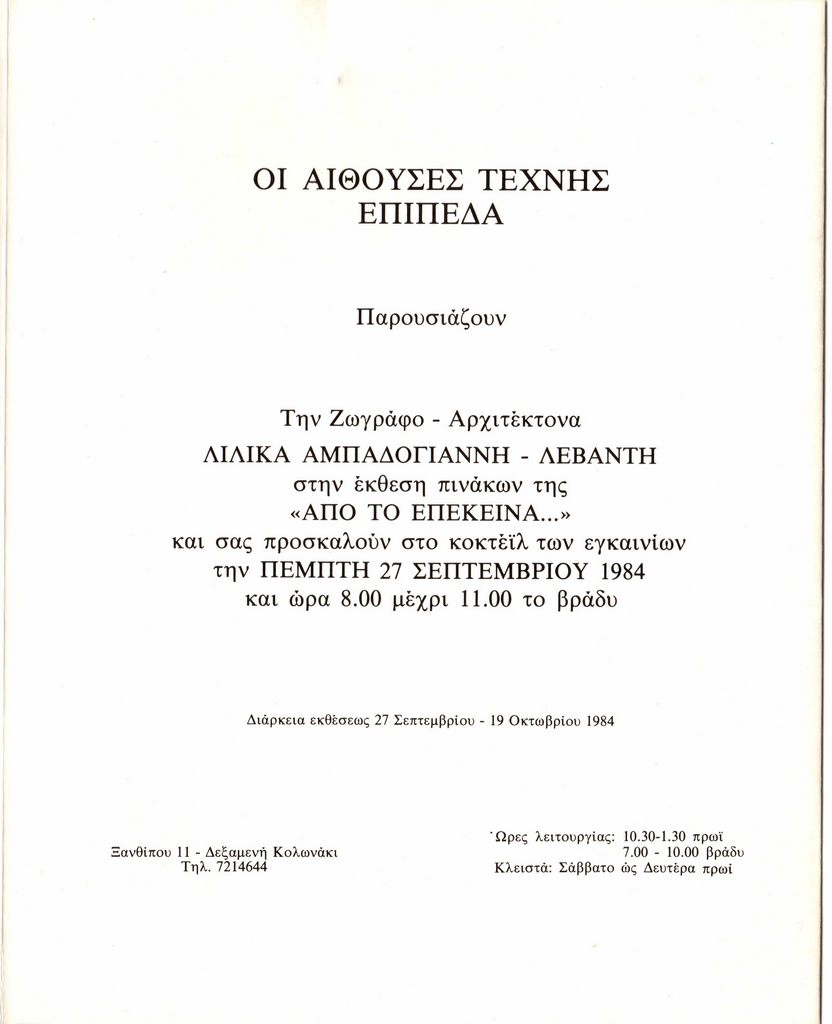 ΟΙ ΑΙΘΟΥΣΕΣ ΤΕΧΝΗΣ
ΕΠΙΠΕΔΑ
Παρουσιάζουν
Την Ζωγράφο - Αρχιτέκτονα
ΛΙΛΙΚΑ ΑΜΠΑΔΟΓΙΑΝΝΗ - ΛΕΒΑΝΤΗ
στην έκθεση πινάκων της
«ΑΠΟ ΤΟ ΕΠΕΚΕΙΝΑ...»
και σας προσκαλούν στο κοκτέϊλ των εγκαινίων
την ΠΕΜΠΤΗ 27 ΣΕΠΤΕΜΒΡΙΟΥ 1984
και ώρα 8.00 μέχρι 11.00 το βράδυ
Διάρκεια εκθέσεως 27 Σεπτεμβρίου - 19 Οκτωβρίου 1984
Ξανθίπου 11 - Δεξαμενή Κολωνάκι
Τηλ. 7214644
Ώρες λειτουργίας: 10.30-1.30 πρωϊ
7.00 - 10.00 βράδυ
Κλειστά: Σάββατο ώς Δευτέρα πρωί